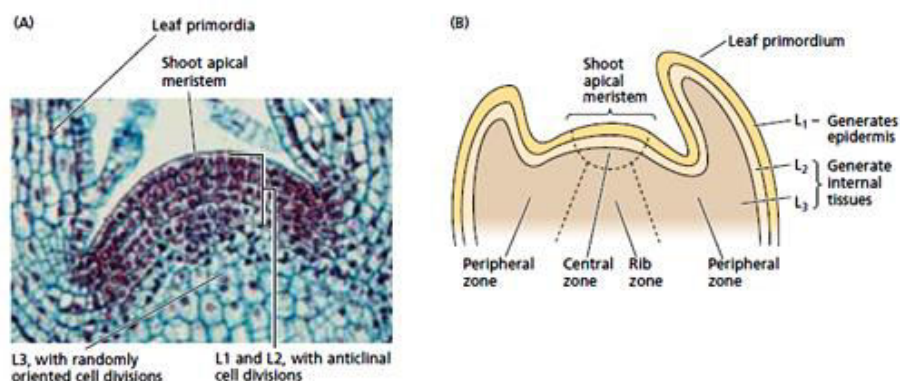 (A)
Leaf primordia
Shoot apical
meristem
L3, with randomly
oriented cell divisions
L1 and L2, with anticlinal
cell divisions
(B)
Leaf primordium
Shoot
apical
meristem
L1 – Generates
epidermis
L2
L3
Generate
internal
tissues
Peripheral
zone
Central
zone
Rib
zone
Peripheral
zone